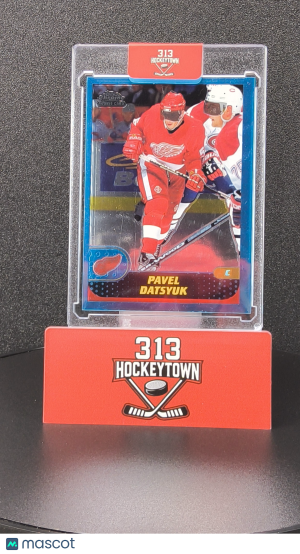 313
HOCKEYTOWN
PAVEL
DATSYUK
C
313
HOCKEYTOWN
mascot